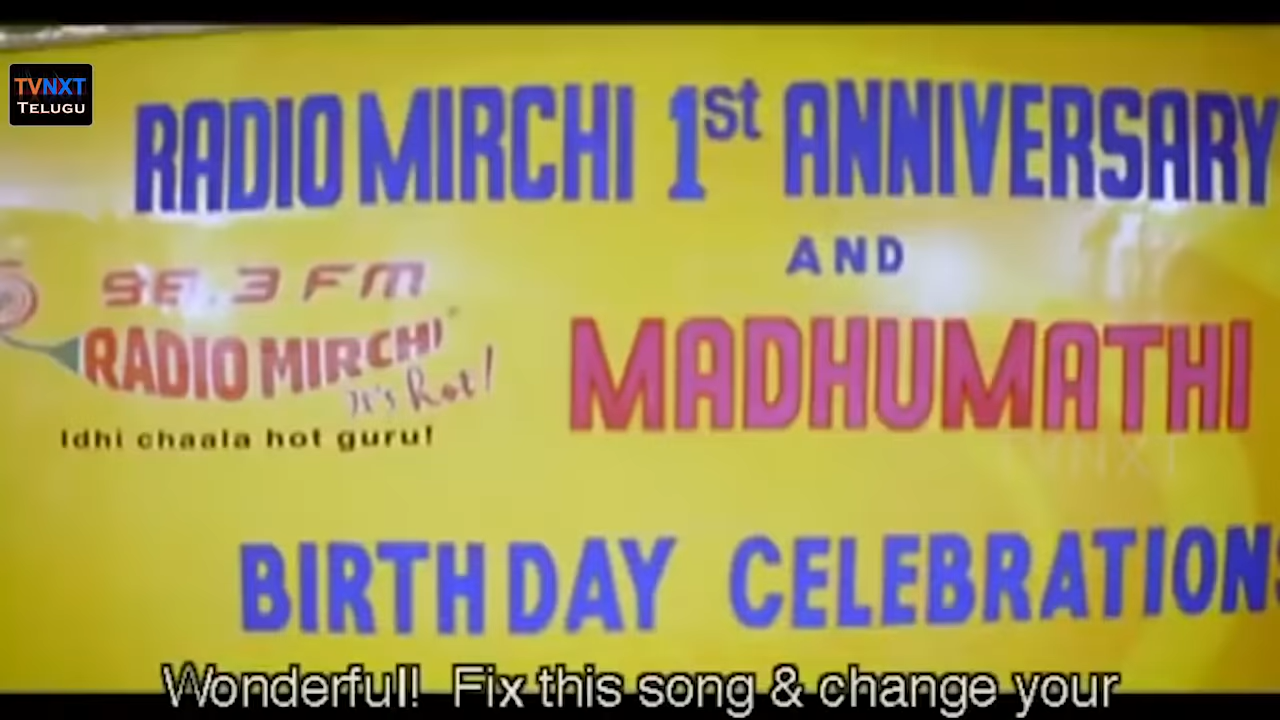 TVNXT
TELUGU
RADIO MIRCHI 1st ANNIVERSARY
AND
98.3 FM
RADIO MIRCHI
it's hot!
Idhi chaala hot guru!
MADHUMATHI
TVNXT
BIRTHDAY CELEBRATIONS
Wonderful! Fix this song & change your